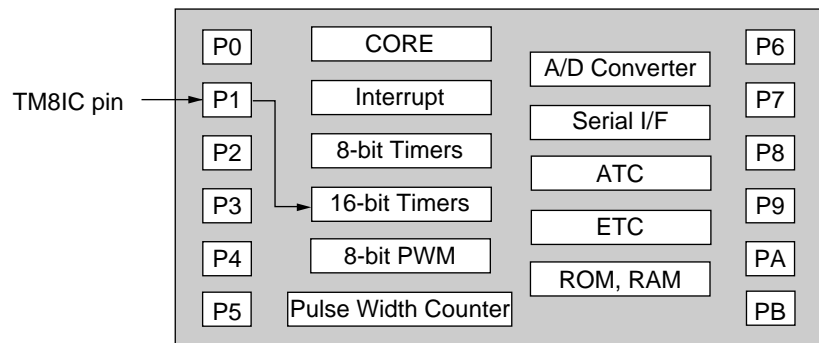 P0
CORE
P6
A/D Converter
TM8IC pin
P1
Interrupt
P7
Serial I/F
P2
8-bit Timers
P8
ATC
P3
16-bit Timers
P9
ETC
P4
8-bit PWM
PA
ROM, RAM
P5
Pulse Width Counter
PB